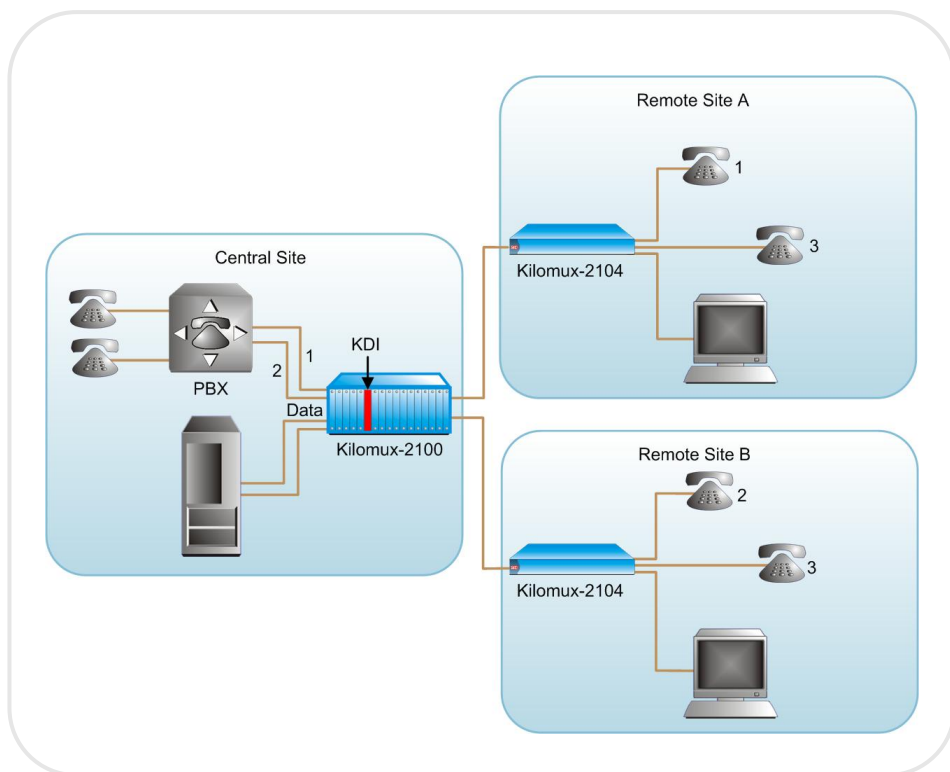 Remote Site A
1
3
Kilomux-2104
Central Site
PBX
1
2
KDI
Data
Kilomux-2100
Remote Site B
2
3
Kilomux-2104